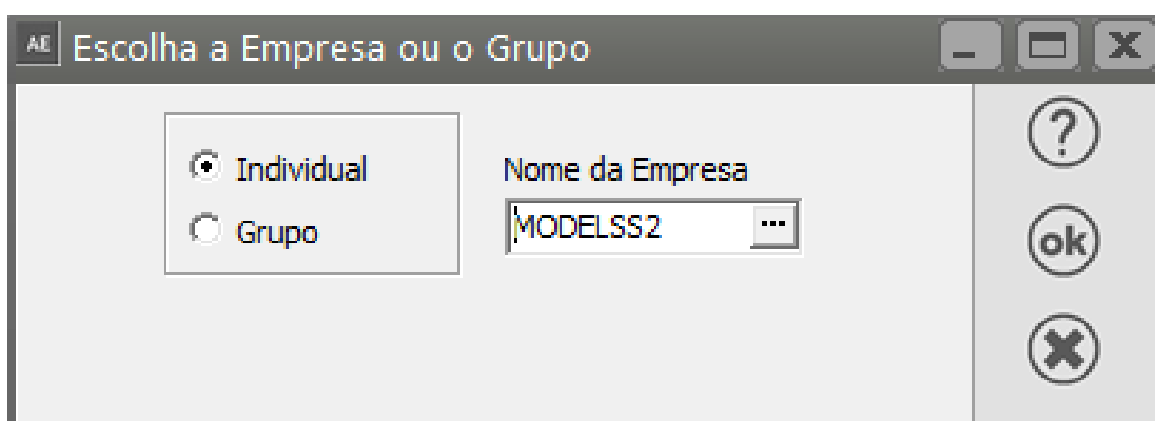 AE Escolha a Empresa ou o Grupo
Individual
Grupo
Nome da Empresa
MODELSS2 ...
?
ok